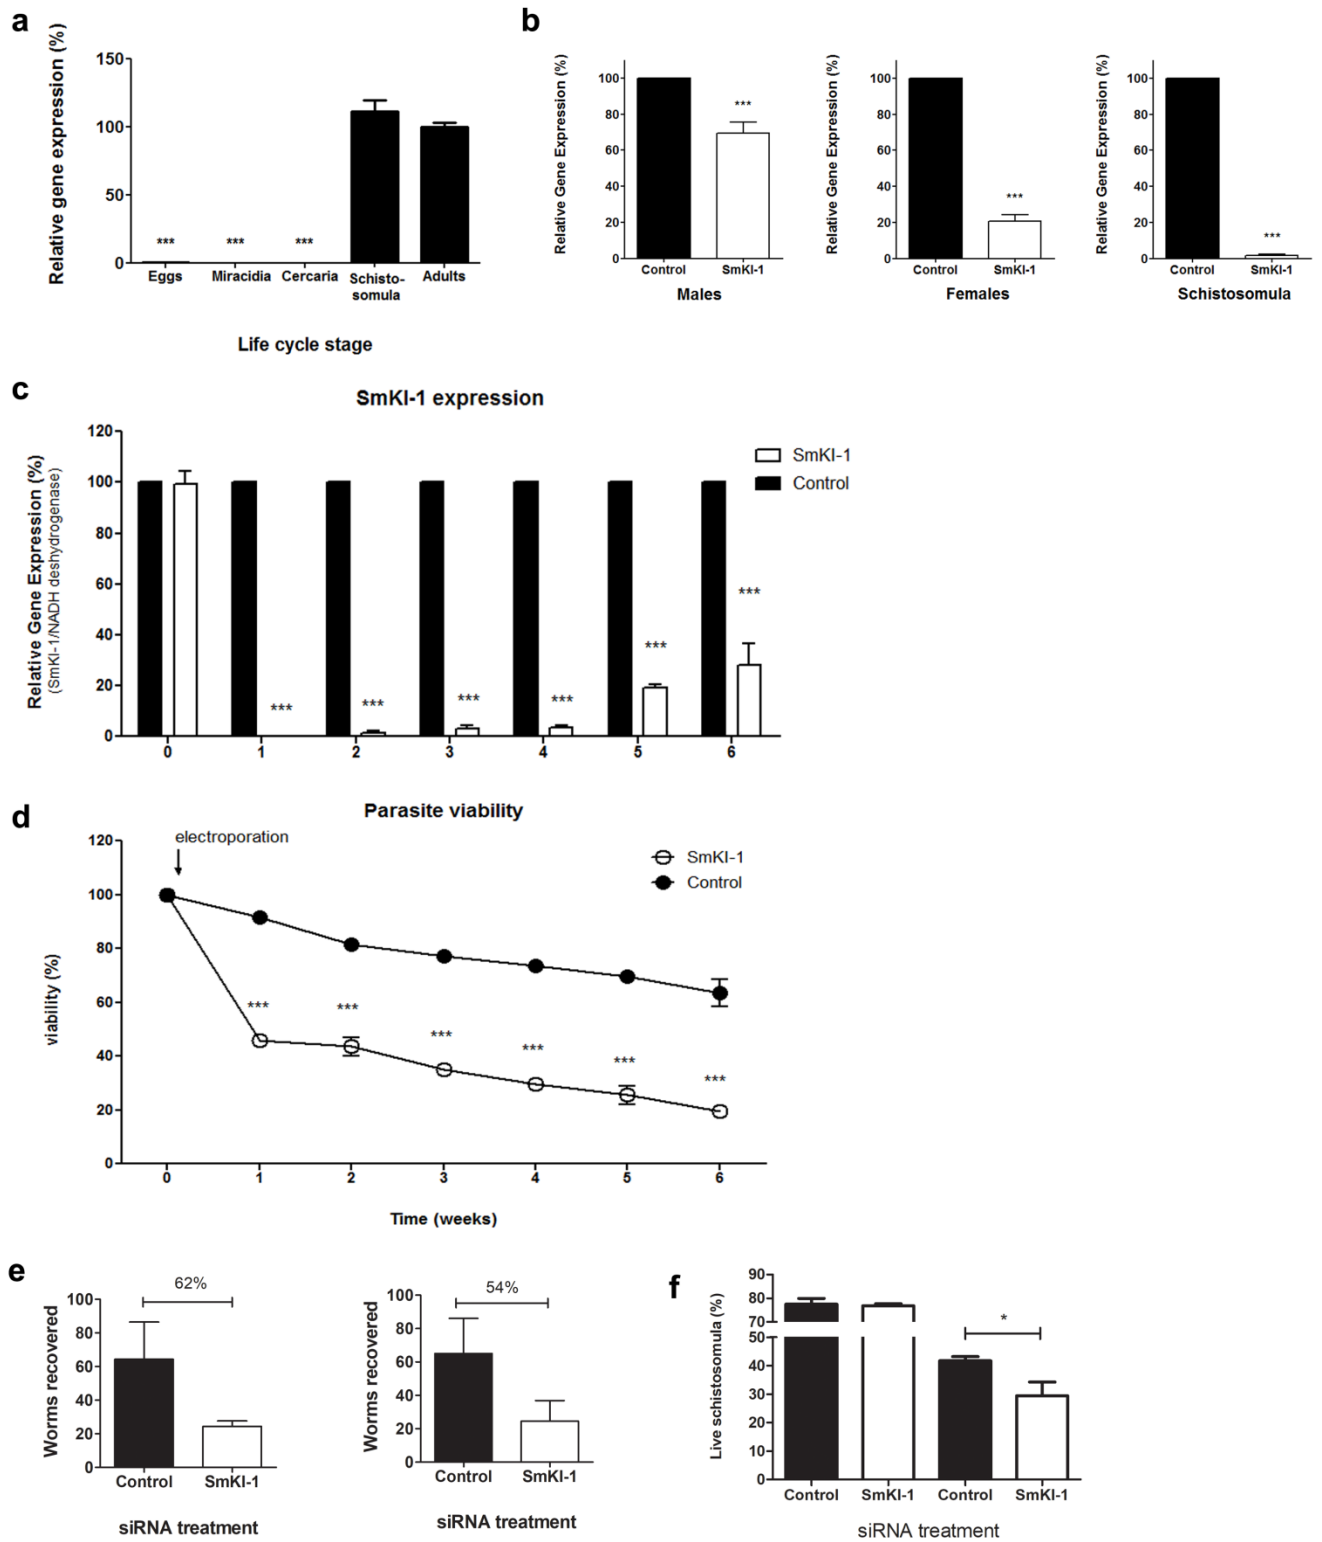 a
Relative gene expression (%)
150
100
50
0
***
***
***
Eggs
Miracidia
Cercaria
Schisto-
somula
Adults
Life cycle stage
b
Relative Gene Expression (%)
100
80
60
40
20
0
***
Control
SmKI-1
Males
Relative Gene Expression (%)
100
80
60
40
20
0
***
Control
SmKI-1
Females
Relative Gene Expression (%)
100
80
60
40
20
0
***
Control
SmKI-1
Schistosomula
c
SmKI-1 expression
Relative Gene Expression (%)
(SmKI-1/NADH deshydrogenase)
120
100
80
60
40
20
0
***
***
***
***
***
***
0
1
2
3
4
5
6
SmKI-1
Control
d
Parasite viability
electroporation
viability (%)
120
100
80
60
40
20
0
***
***
***
***
***
***
SmKI-1
Control
0
1
2
3
4
5
6
Time (weeks)
e
Worms recovered
100
80
60
40
20
0
62%
Control
SmKI-1
siRNA treatment
Worms recovered
100
80
60
40
20
0
54%
Control
SmKI-1
siRNA treatment
f
Live schistosomula (%)
90
80
70
50
40
30
20
10
0
*
Control
SmKI-1
Control
SmKI-1
siRNA treatment